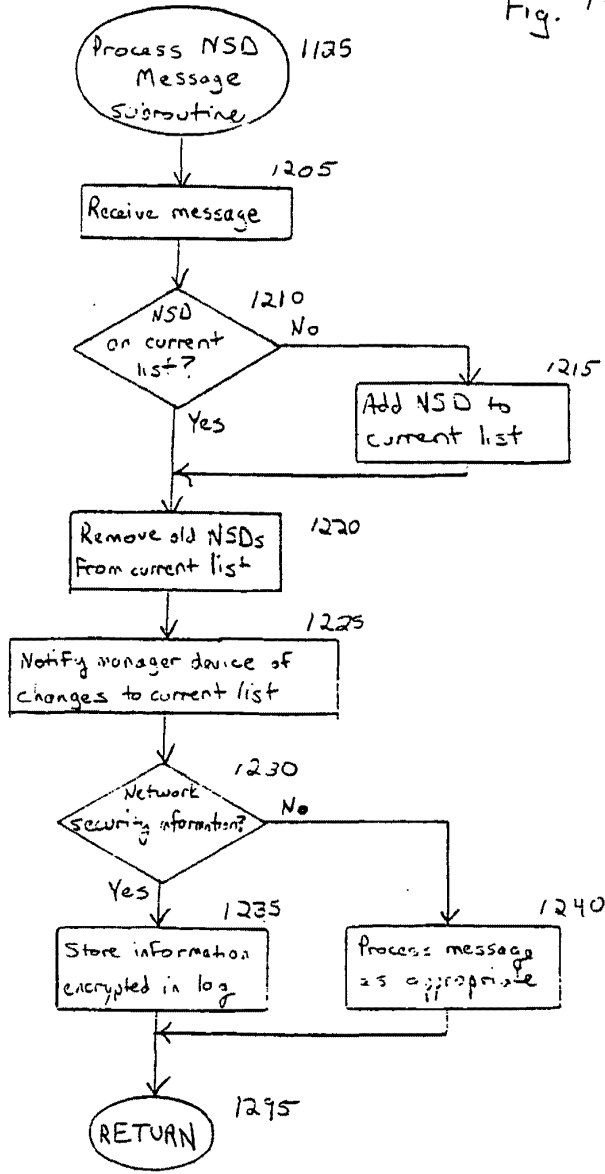 Fig. 1
Process NSD
Message
Subroutine
1125
1205
Receive message
1210
NSD
on current
list?
No
1215
Add NSD to
current list
Yes
Remove old NSDs
from current list
1220
1225
Notify manager device of
changes to current list
1230
Network
security information?
No
Yes
1235
Store information
encrypted in log
1240
Process message
as appropriate
1295
RETURN